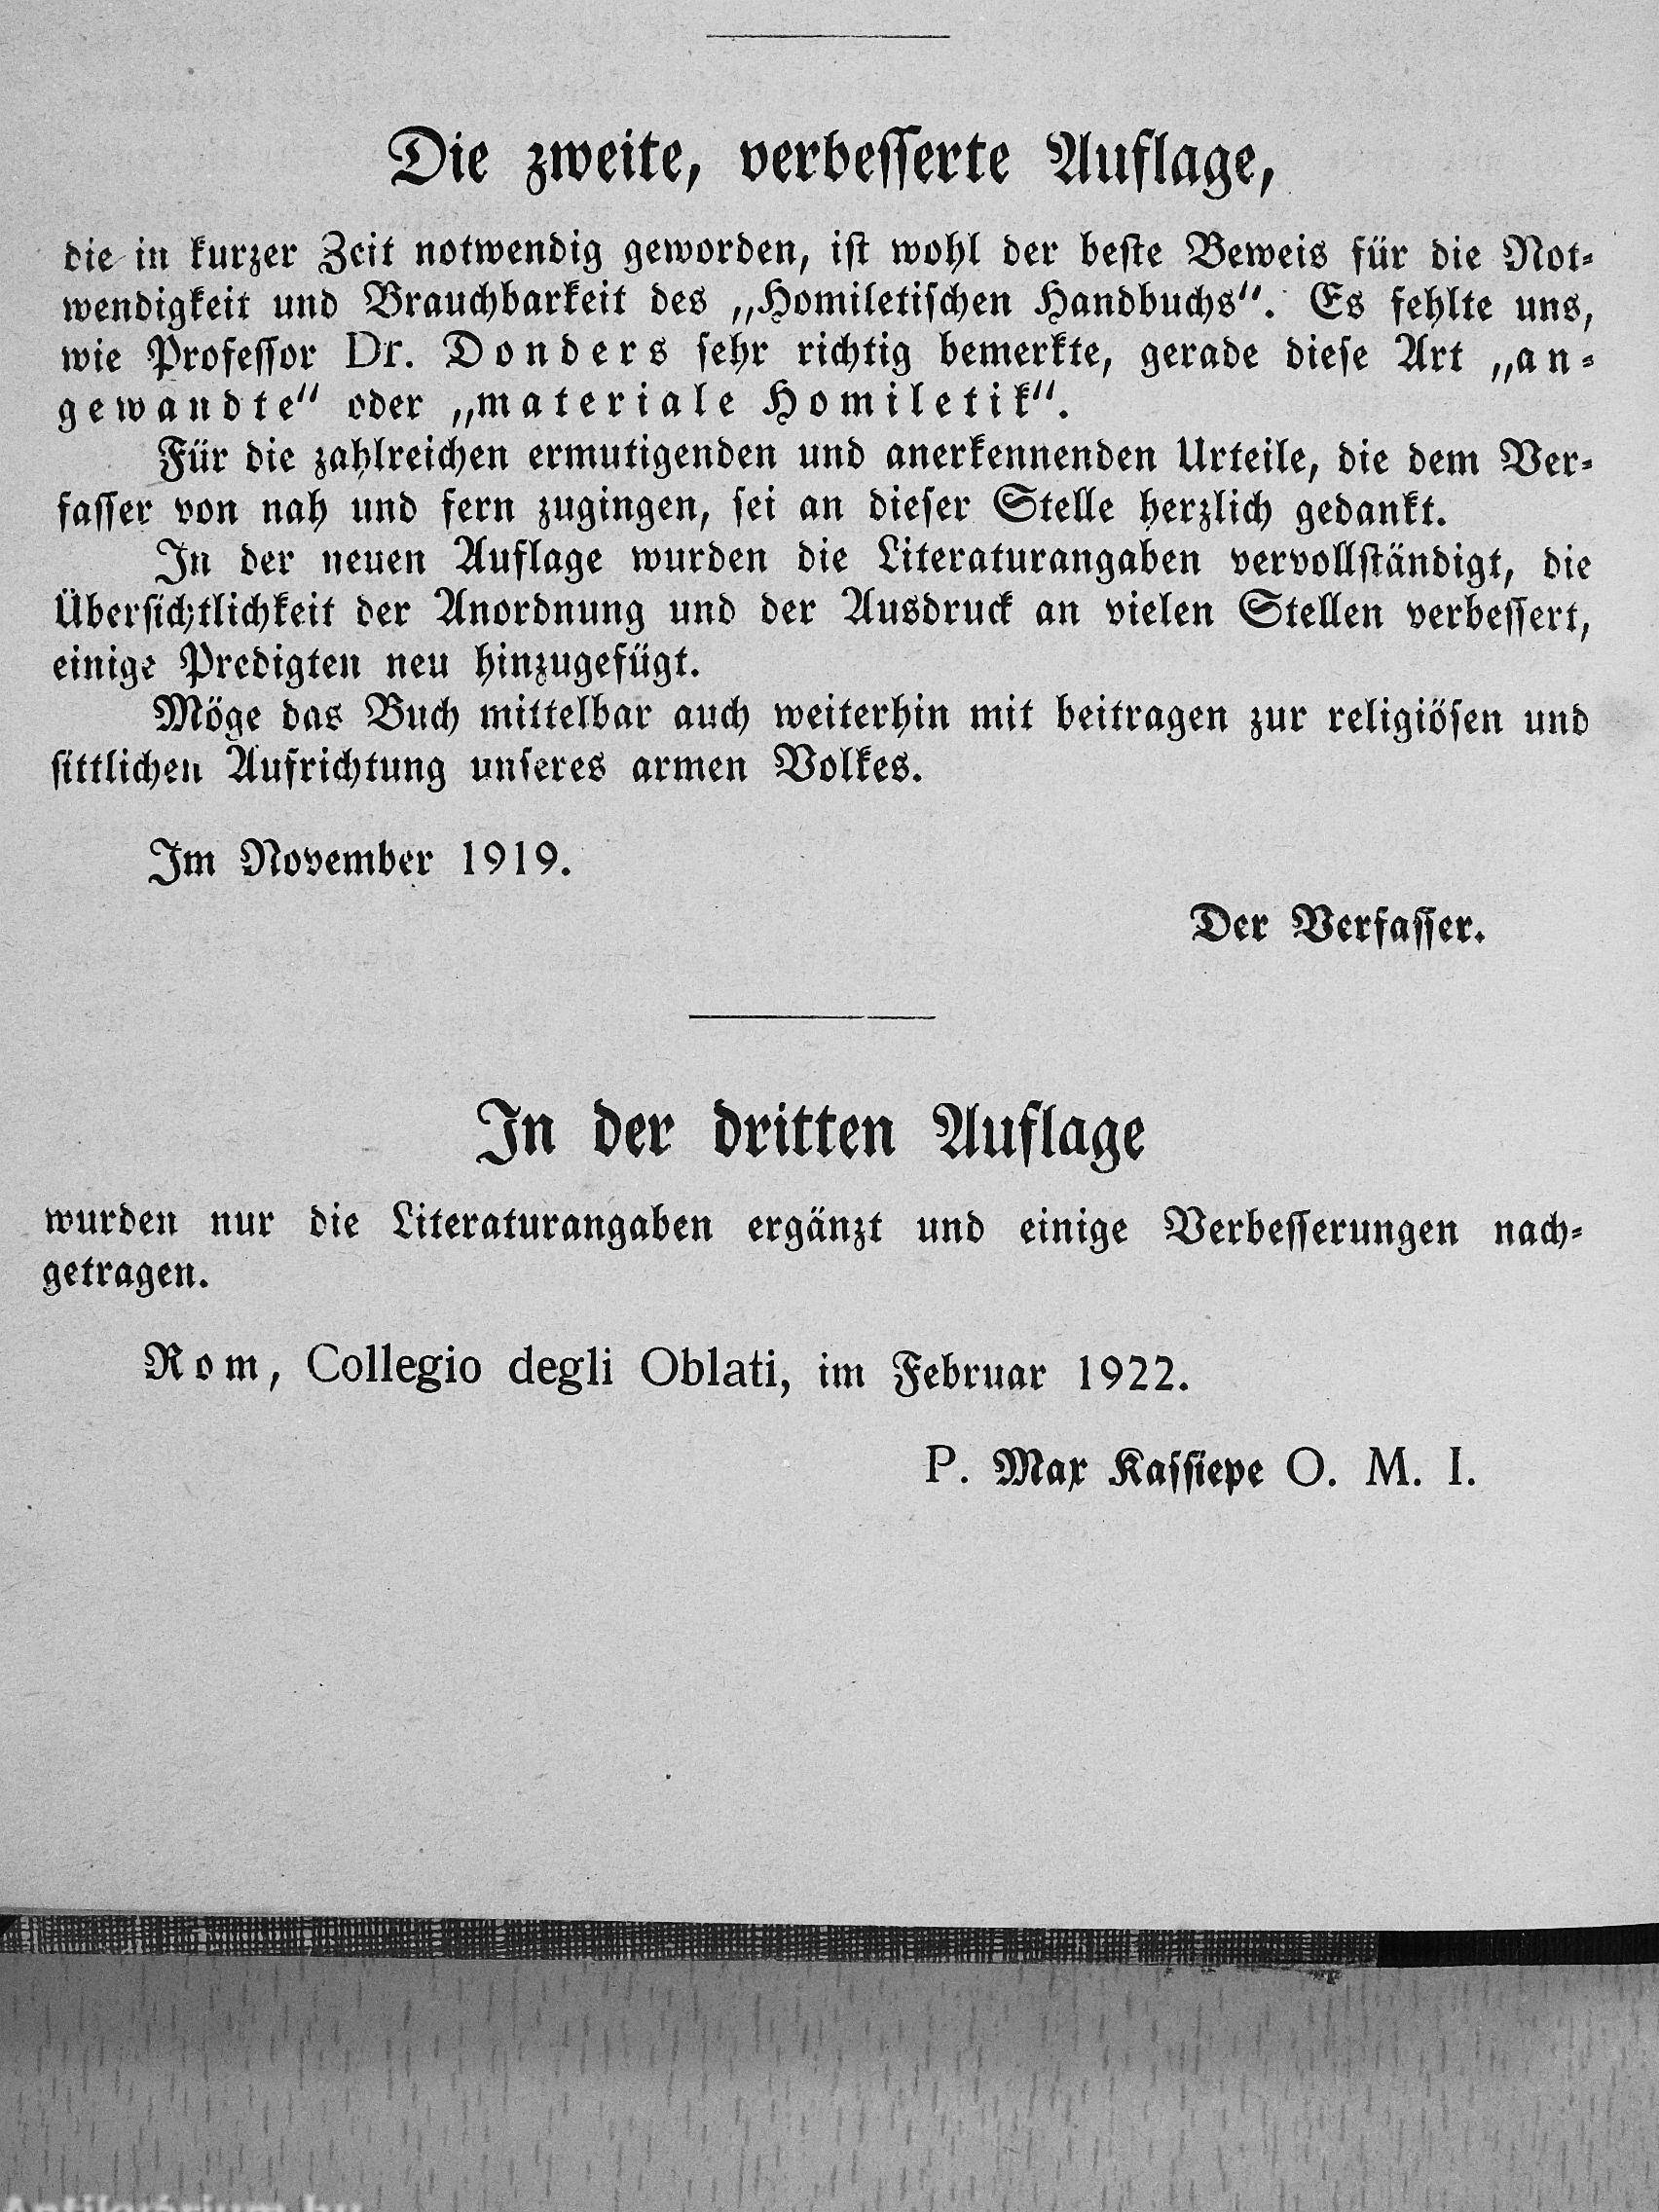 Die zweite, verbesserte Auflage,
die in kurzer Zeit notwendig geworden, ist wohl der beste Beweis für die Not-
wendigkeit und Brauchbarkeit des „Homiletischen Handbuchs“. Es fehlte uns,
wie Professor Dr. Donders sehr richtig bemerkte, gerade diese Art „an-
gewandte“ oder „materiale Homiletik“.
Für die zahlreichen ermutigenden und anerkennenden Urteile, die dem Ver-
fasser von nah und fern zugingen, sei an dieser Stelle herzlich gedankt.
In der neuen Auflage wurden die Literaturangaben vervollständigt, die
Übersichtlichkeit der Anordnung und der Ausdruck an vielen Stellen verbessert,
einige Predigten neu hinzugefügt.
Möge das Buch mittelbar auch weiterhin mit beitragen zur religiösen und
sittlichen Aufrichtung unseres armen Volkes.
Im November 1919.
Der Verfasser.
In der dritten Auflage
wurden nur die Literaturangaben ergänzt und einige Verbesserungen nach-
getragen.
Rom, Collegio degli Oblati, im Februar 1922.
P. Max Kassiepe O. M. I.
Antikvárium.hu